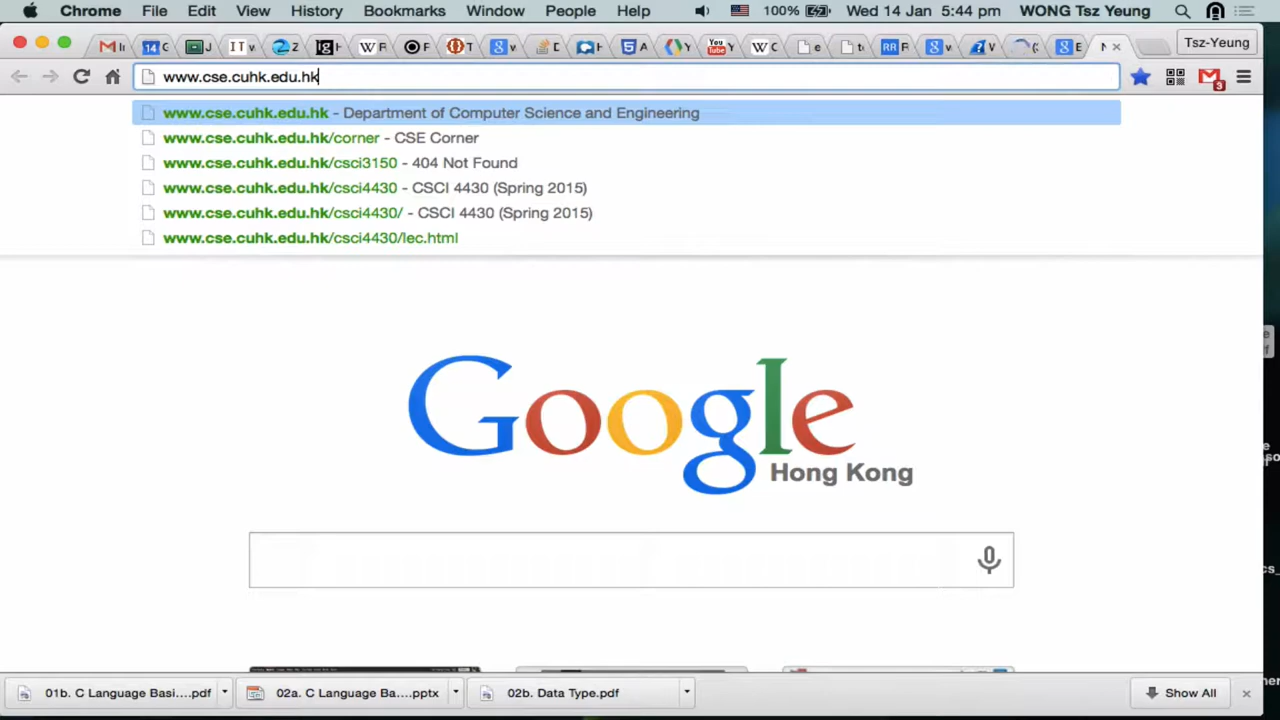 Chrome File Edit View History Bookmarks Window People Help 100% Wed 14 Jan 5:44 pm WONG Tsz Yeung
Tsz-Yeung
www.cse.cuhk.edu.hk
3
www.cse.cuhk.edu.hk - Department of Computer Science and Engineering
www.cse.cuhk.edu.hk/corner - CSE Corner
www.cse.cuhk.edu.hk/csci3150 - 404 Not Found
www.cse.cuhk.edu.hk/csci4430 - CSCI 4430 (Spring 2015)
www.cse.cuhk.edu.hk/csci4430/ - CSCI 4430 (Spring 2015)
www.cse.cuhk.edu.hk/csci4430/lec.html
Google
Hong Kong
01b. C Language Basi....pdf 02a. C Language Ba....pptx 02b. Data Type.pdf Show All